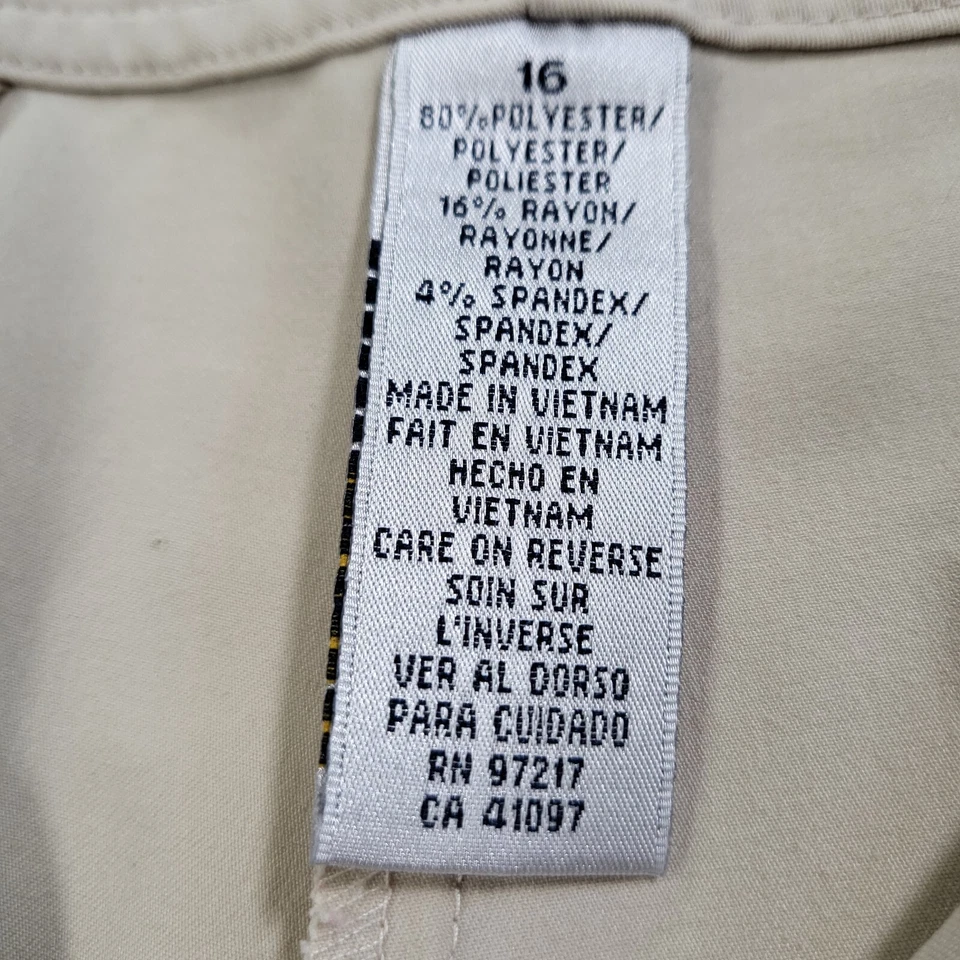 16
80% POLYESTER/
POLYESTER/
POLIESTER
16% RAYON/
RAYONNE/
RAYON
4% SPANDEX/
SPANDEX/
SPANDEX
MADE IN VIETNAM
FAIT EN VIETNAM
HECHO EN
VIETNAM
CARE ON REVERSE
SOIN SUR
L'INVERSE
VER AL DORSO
PARA CUIDADO
RN 97217
CA 41097